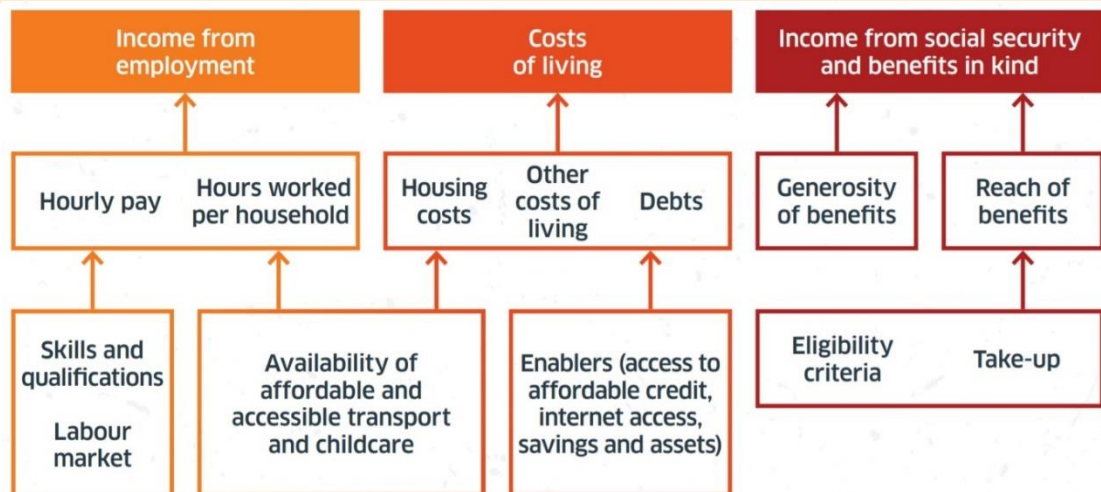 Income from
employment
Costs
of living
Income from social security
and benefits in kind
Hourly pay
Hours worked
per household
Housing
costs
Other
costs of
living
Debts
Generosity
of benefits
Reach of
benefits
Skills and
qualifications
Labour
market
Availability of
affordable and
accessible transport
and childcare
Enablers (access to
affordable credit,
internet access,
savings and assets)
Eligibility
criteria
Take-up